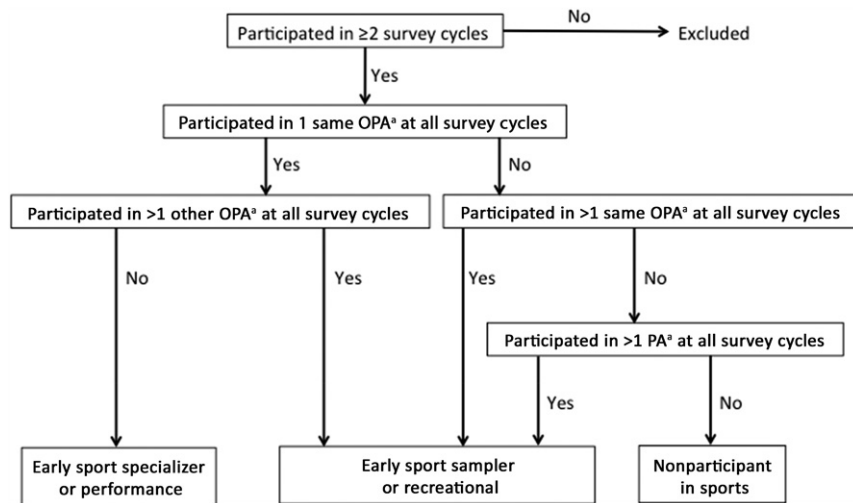 Participated in ≥2 survey cycles
No
Excluded
Yes
Participated in 1 same OPAᵃ at all survey cycles
Yes
No
Participated in >1 other OPAᵃ at all survey cycles
Participated in >1 same OPAᵃ at all survey cycles
No
Yes
Yes
No
Participated in >1 PAᵃ at all survey cycles
Yes
No
Early sport specializer
or performance
Early sport sampler
or recreational
Nonparticipant
in sports